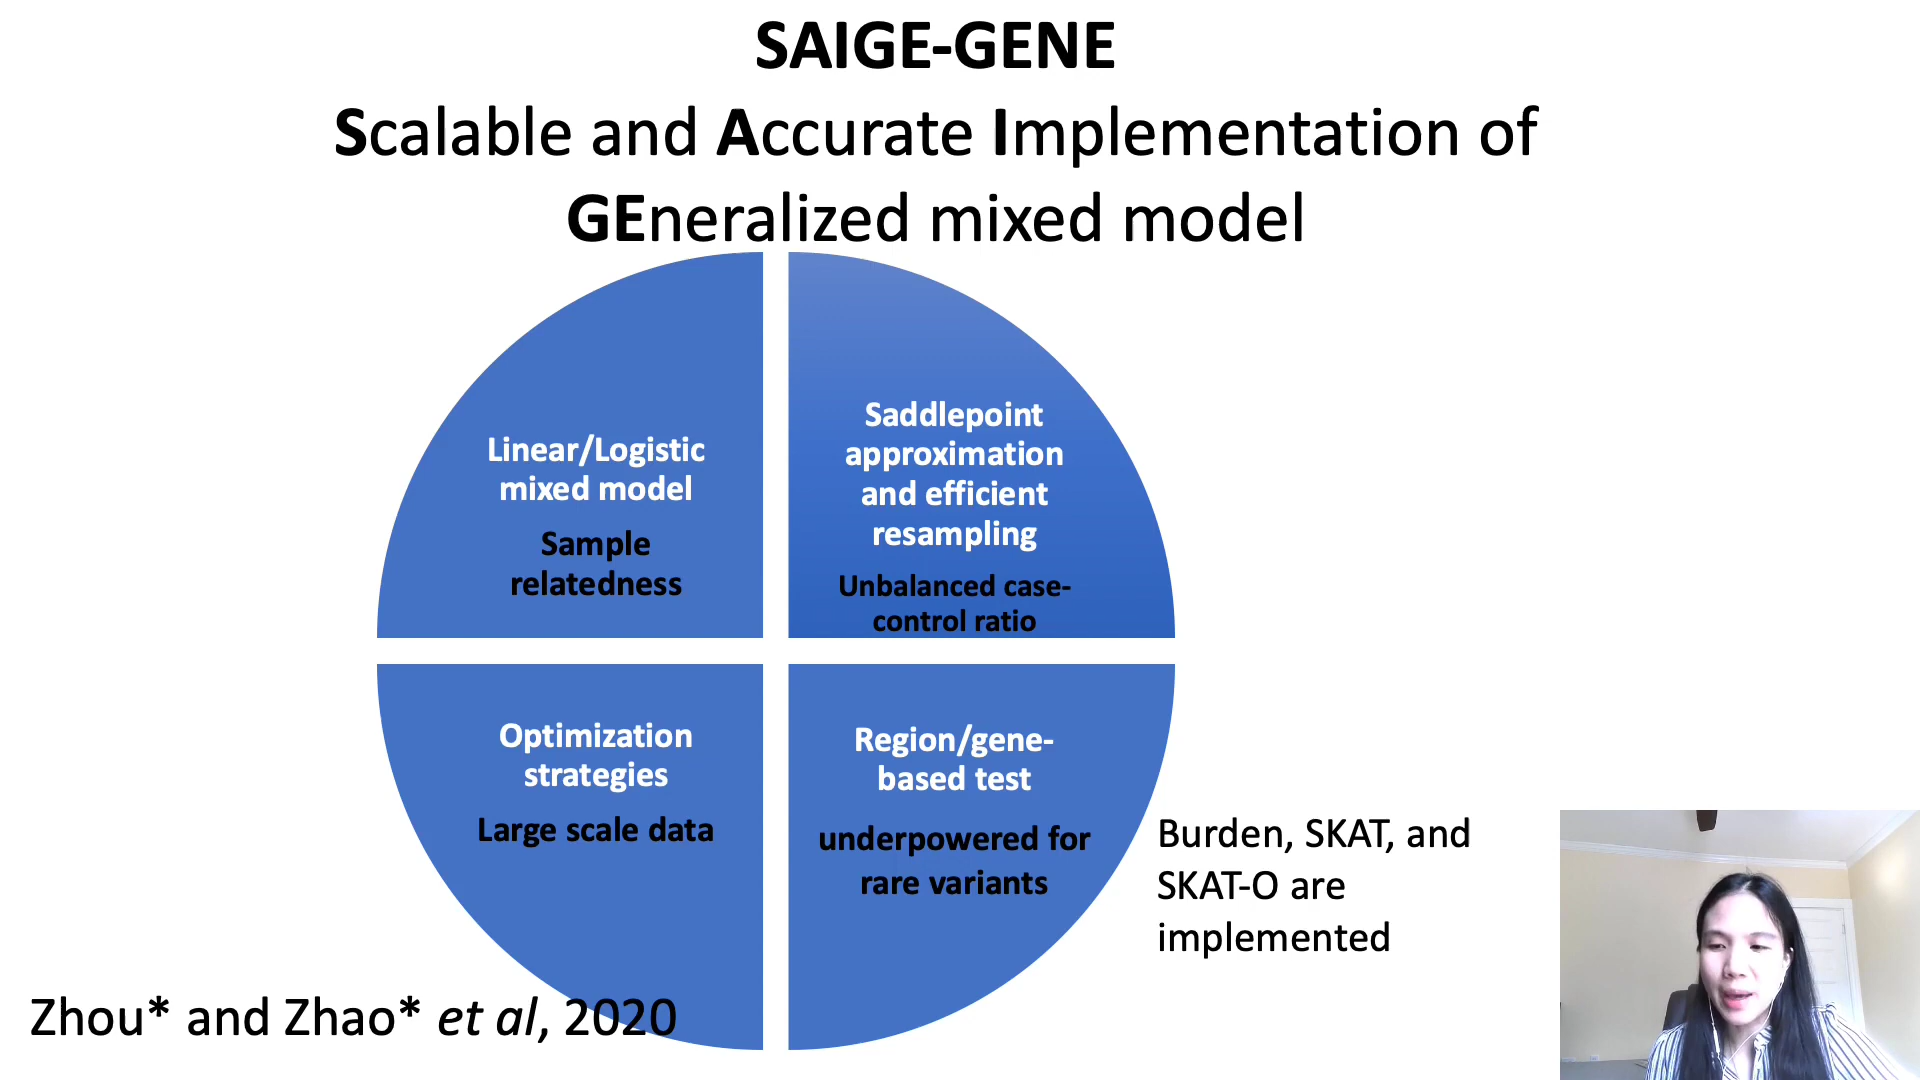 SAIGE-GENE
Scalable and Accurate Implementation of
GEneralized mixed model
Linear/Logistic
mixed model
Sample
relatedness
Saddlepoint
approximation
and efficient
resampling
Unbalanced case-
control ratio
Optimization
strategies
Large scale data
Region/gene-
based test
underpowered for
rare variants
Burden, SKAT, and
SKAT-O are
implemented
Zhou* and Zhao* et al, 2020